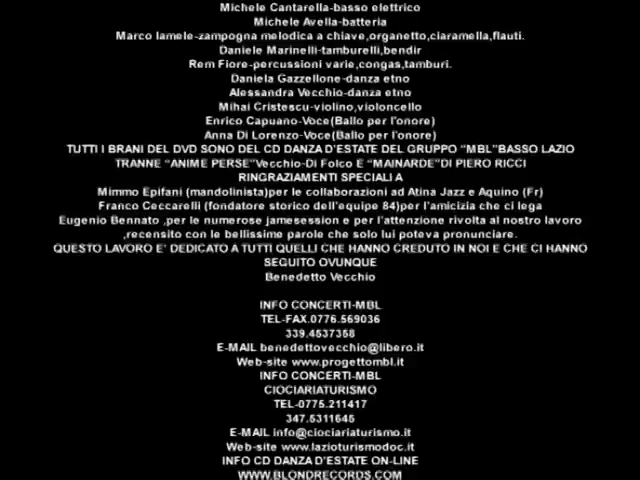 Michele Cantarella-basso elettrico
Michele Avella-batteria
Marco Iamele-zampogna melodica a chiave,organetto,ciaramella,flauti.
Daniele Marinelli-tamburelli,bendir
Rem Fiore-percussioni varie,congas,tamburi.
Daniela Gazzellone-danza etno
Alessandra Vecchio-danza etno
Mihai Cristescu-violino,violoncello
Enrico Capuano-Voce(Ballo per l'onore)
Anna Di Lorenzo-Voce(Ballo per l'onore)
TUTTI I BRANI DEL DVD SONO DEL CD DANZA D'ESTATE DEL GRUPPO "MBL"BASSO LAZIO
TRANNE "ANIME PERSE"Vecchio-Di Folco E "MAINARDE"DI PIERO RICCI
RINGRAZIAMENTI SPECIALI A
Mimmo Epifani (mandolinista)per le collaborazioni ad Atina Jazz e Aquino (Fr)
Franco Ceccarelli (fondatore storico dell'equipe 84)per l'amicizia che ci lega
Eugenio Bennato ,per le numerose jamesession e per l'attenzione rivolta al nostro lavoro
,recensito con le bellissime parole che solo lui poteva pronunciare.
QUESTO LAVORO E' DEDICATO A TUTTI QUELLI CHE HANNO CREDUTO IN NOI E CHE CI HANNO
SEGUITO OVUNQUE
Benedetto Vecchio
INFO CONCERTI-MBL
TEL-FAX.0776.569036
339.4537358
E-MAIL benedettovecchio@libero.it
Web-site www.progettombl.it
INFO CONCERTI-MBL
CIOCIARIATURISMO
TEL-0775.211417
347.5311645
E-MAIL info@ciociariaturismo.it
Web-site www.lazioturismodoc.it
INFO CD DANZA D'ESTATE ON-LINE
WWW.BLONDRECORDS.COM